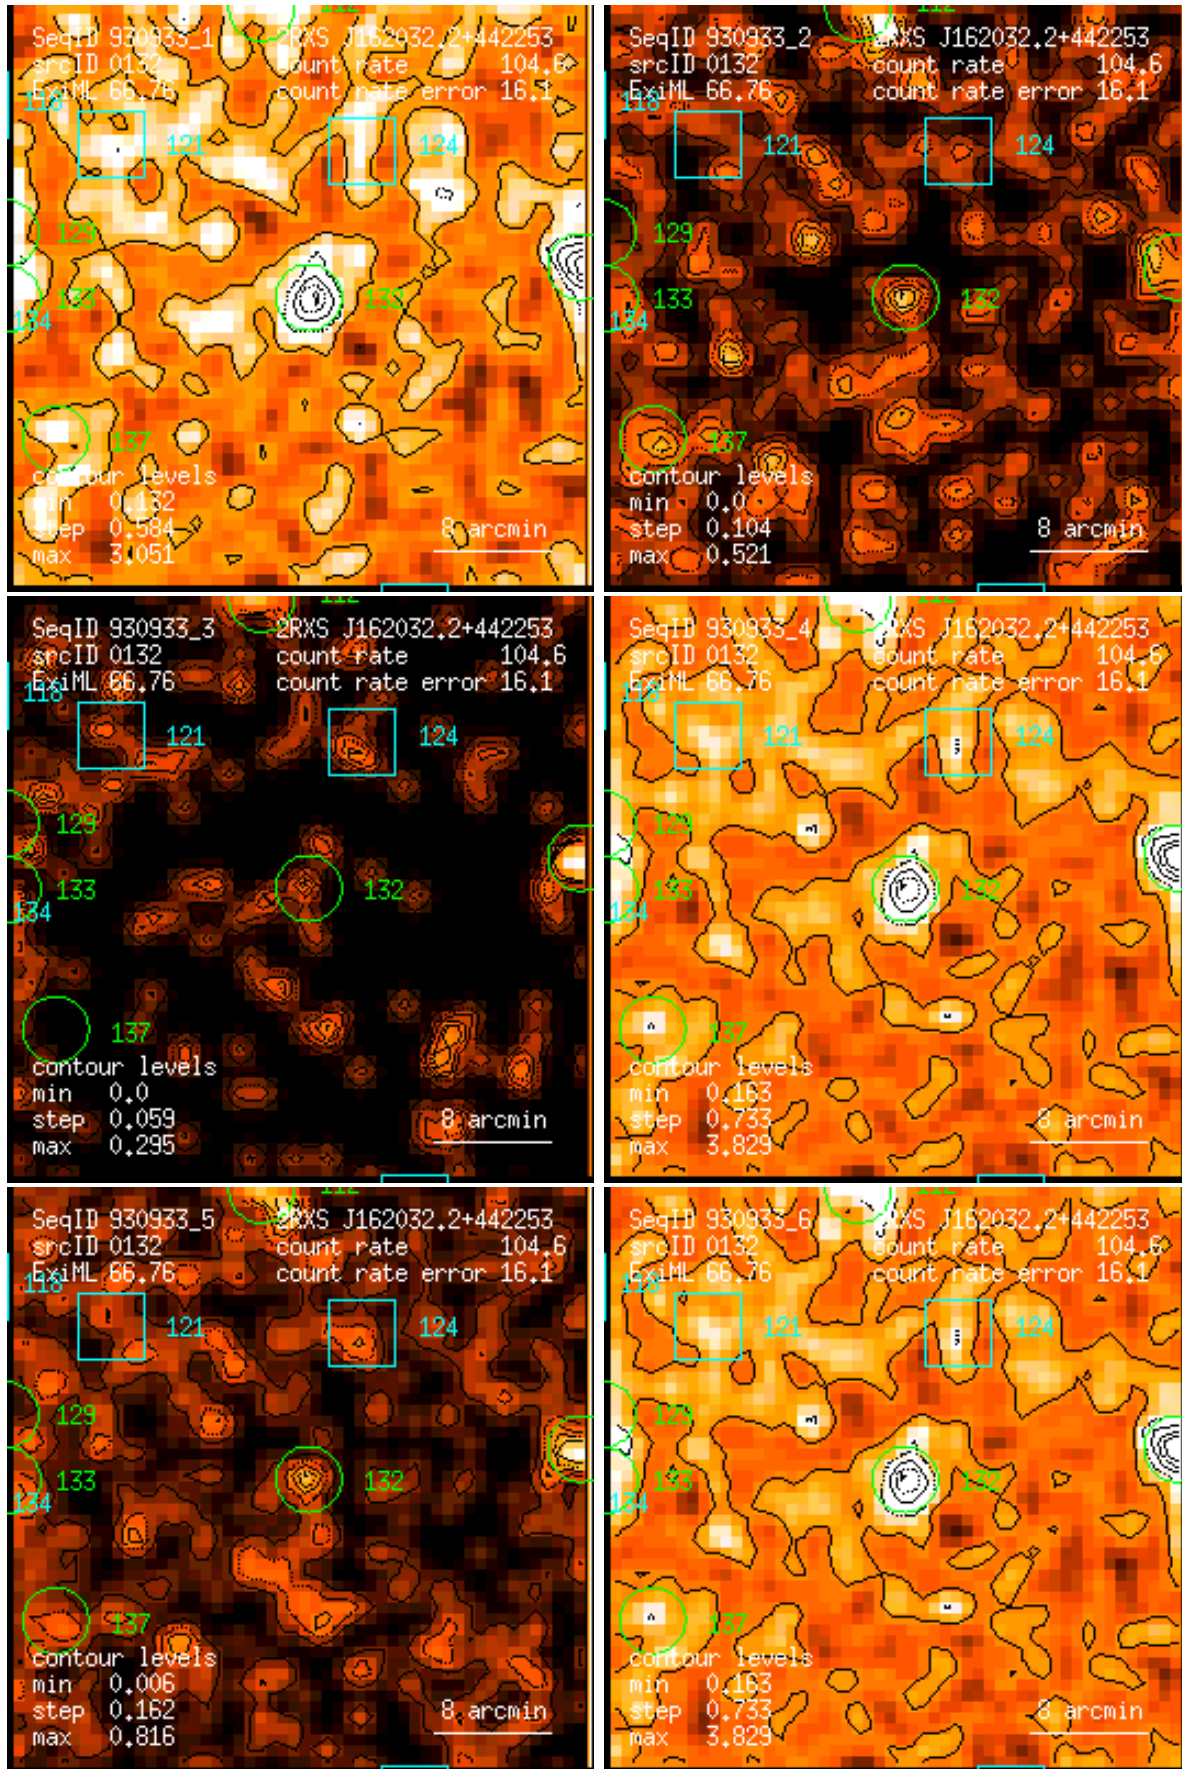 112
SeqID 930933_1 2RXS J162032.2+442253
srcID 0132 count rate 104.6
ExiML 66.76 count rate error 16.1
118
121 124
129
133 132
134
137
contour levels
min 0.132
step 0.584 8 arcmin
max 3.051
112
SeqID 930933_2 2RXS J162032.2+442253
srcID 0132 count rate 104.6
ExiML 66.76 count rate error 16.1
118
121 124
129
133 132
134
137
contour levels
min 0.0
step 0.104 8 arcmin
max 0.521
112
SeqID 930933_3 2RXS J162032.2+442253
srcID 0132 count rate 104.6
ExiML 66.76 count rate error 16.1
118
121 124
129
133 132
134
137
contour levels
min 0.0
step 0.059 8 arcmin
max 0.295
112
SeqID 930933_4 2RXS J162032.2+442253
srcID 0132 count rate 104.6
ExiML 66.76 count rate error 16.1
118
121 124
129
133 132
134
137
contour levels
min 0.163
step 0.733 8 arcmin
max 3.829
112
SeqID 930933_5 2RXS J162032.2+442253
srcID 0132 count rate 104.6
ExiML 66.76 count rate error 16.1
118
121 124
129
133 132
134
137
contour levels
min 0.006
step 0.162 8 arcmin
max 0.816
112
SeqID 930933_6 2RXS J162032.2+442253
srcID 0132 count rate 104.6
ExiML 66.76 count rate error 16.1
118
121 124
129
133 132
134
137
contour levels
min 0.163
step 0.733 8 arcmin
max 3.829